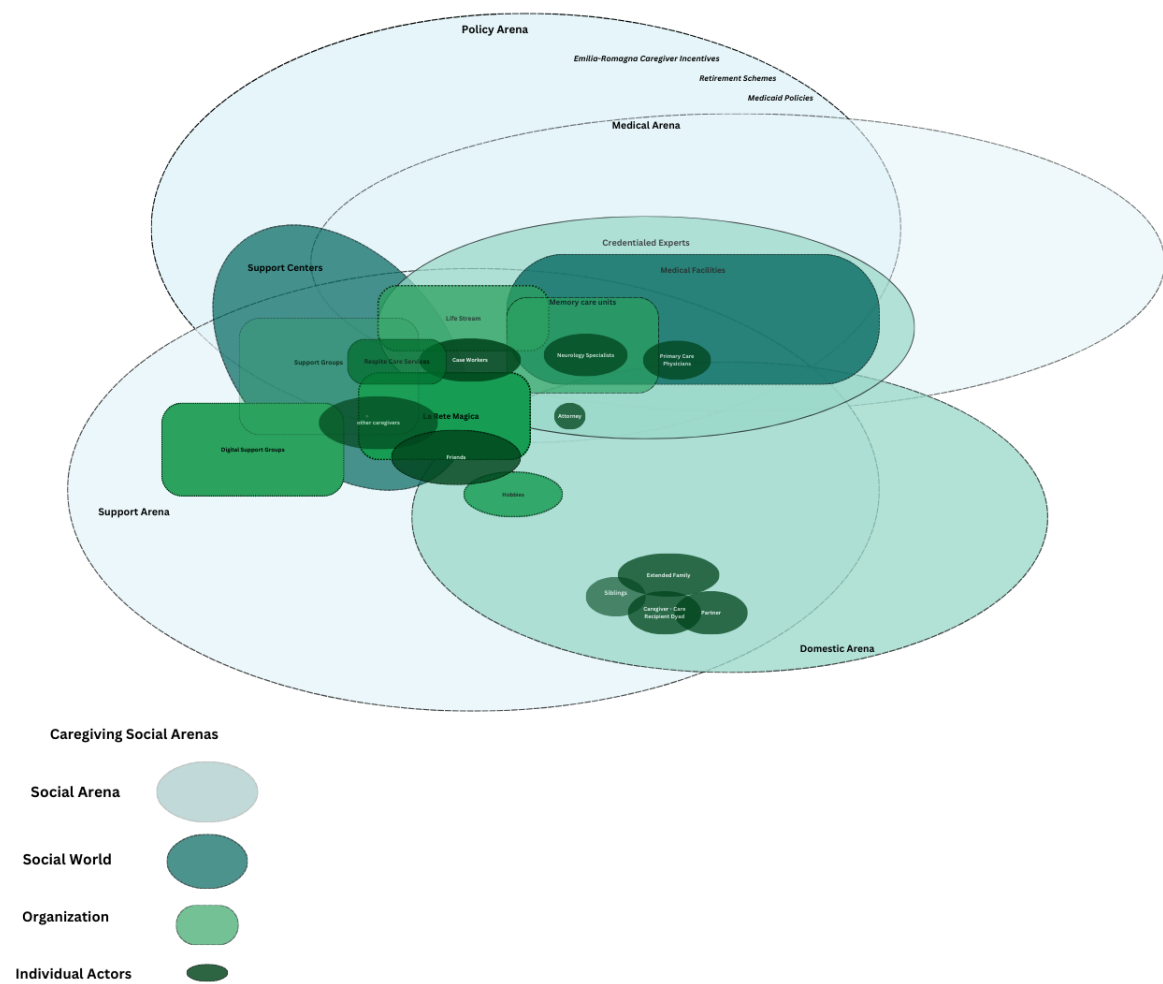 Policy Arena
Emilia-Romagna Caregiver Incentives
Retirement Schemes
Medicaid Policies
Medical Arena
Credentialed Experts
Support Centers
Medical Facilities
Memory care units
Life Stream
Support Groups
Respite Care Services
Case Workers
Neurology Specialists
Primary Care
Physicians
La Rete Magica
other caregivers
Attorney
Digital Support Groups
Friends
Hobbies
Support Arena
Extended Family
Siblings
Caregiver - Care
Recipient Dyad
Partner
Domestic Arena
Caregiving Social Arenas
Social Arena
Social World
Organization
Individual Actors